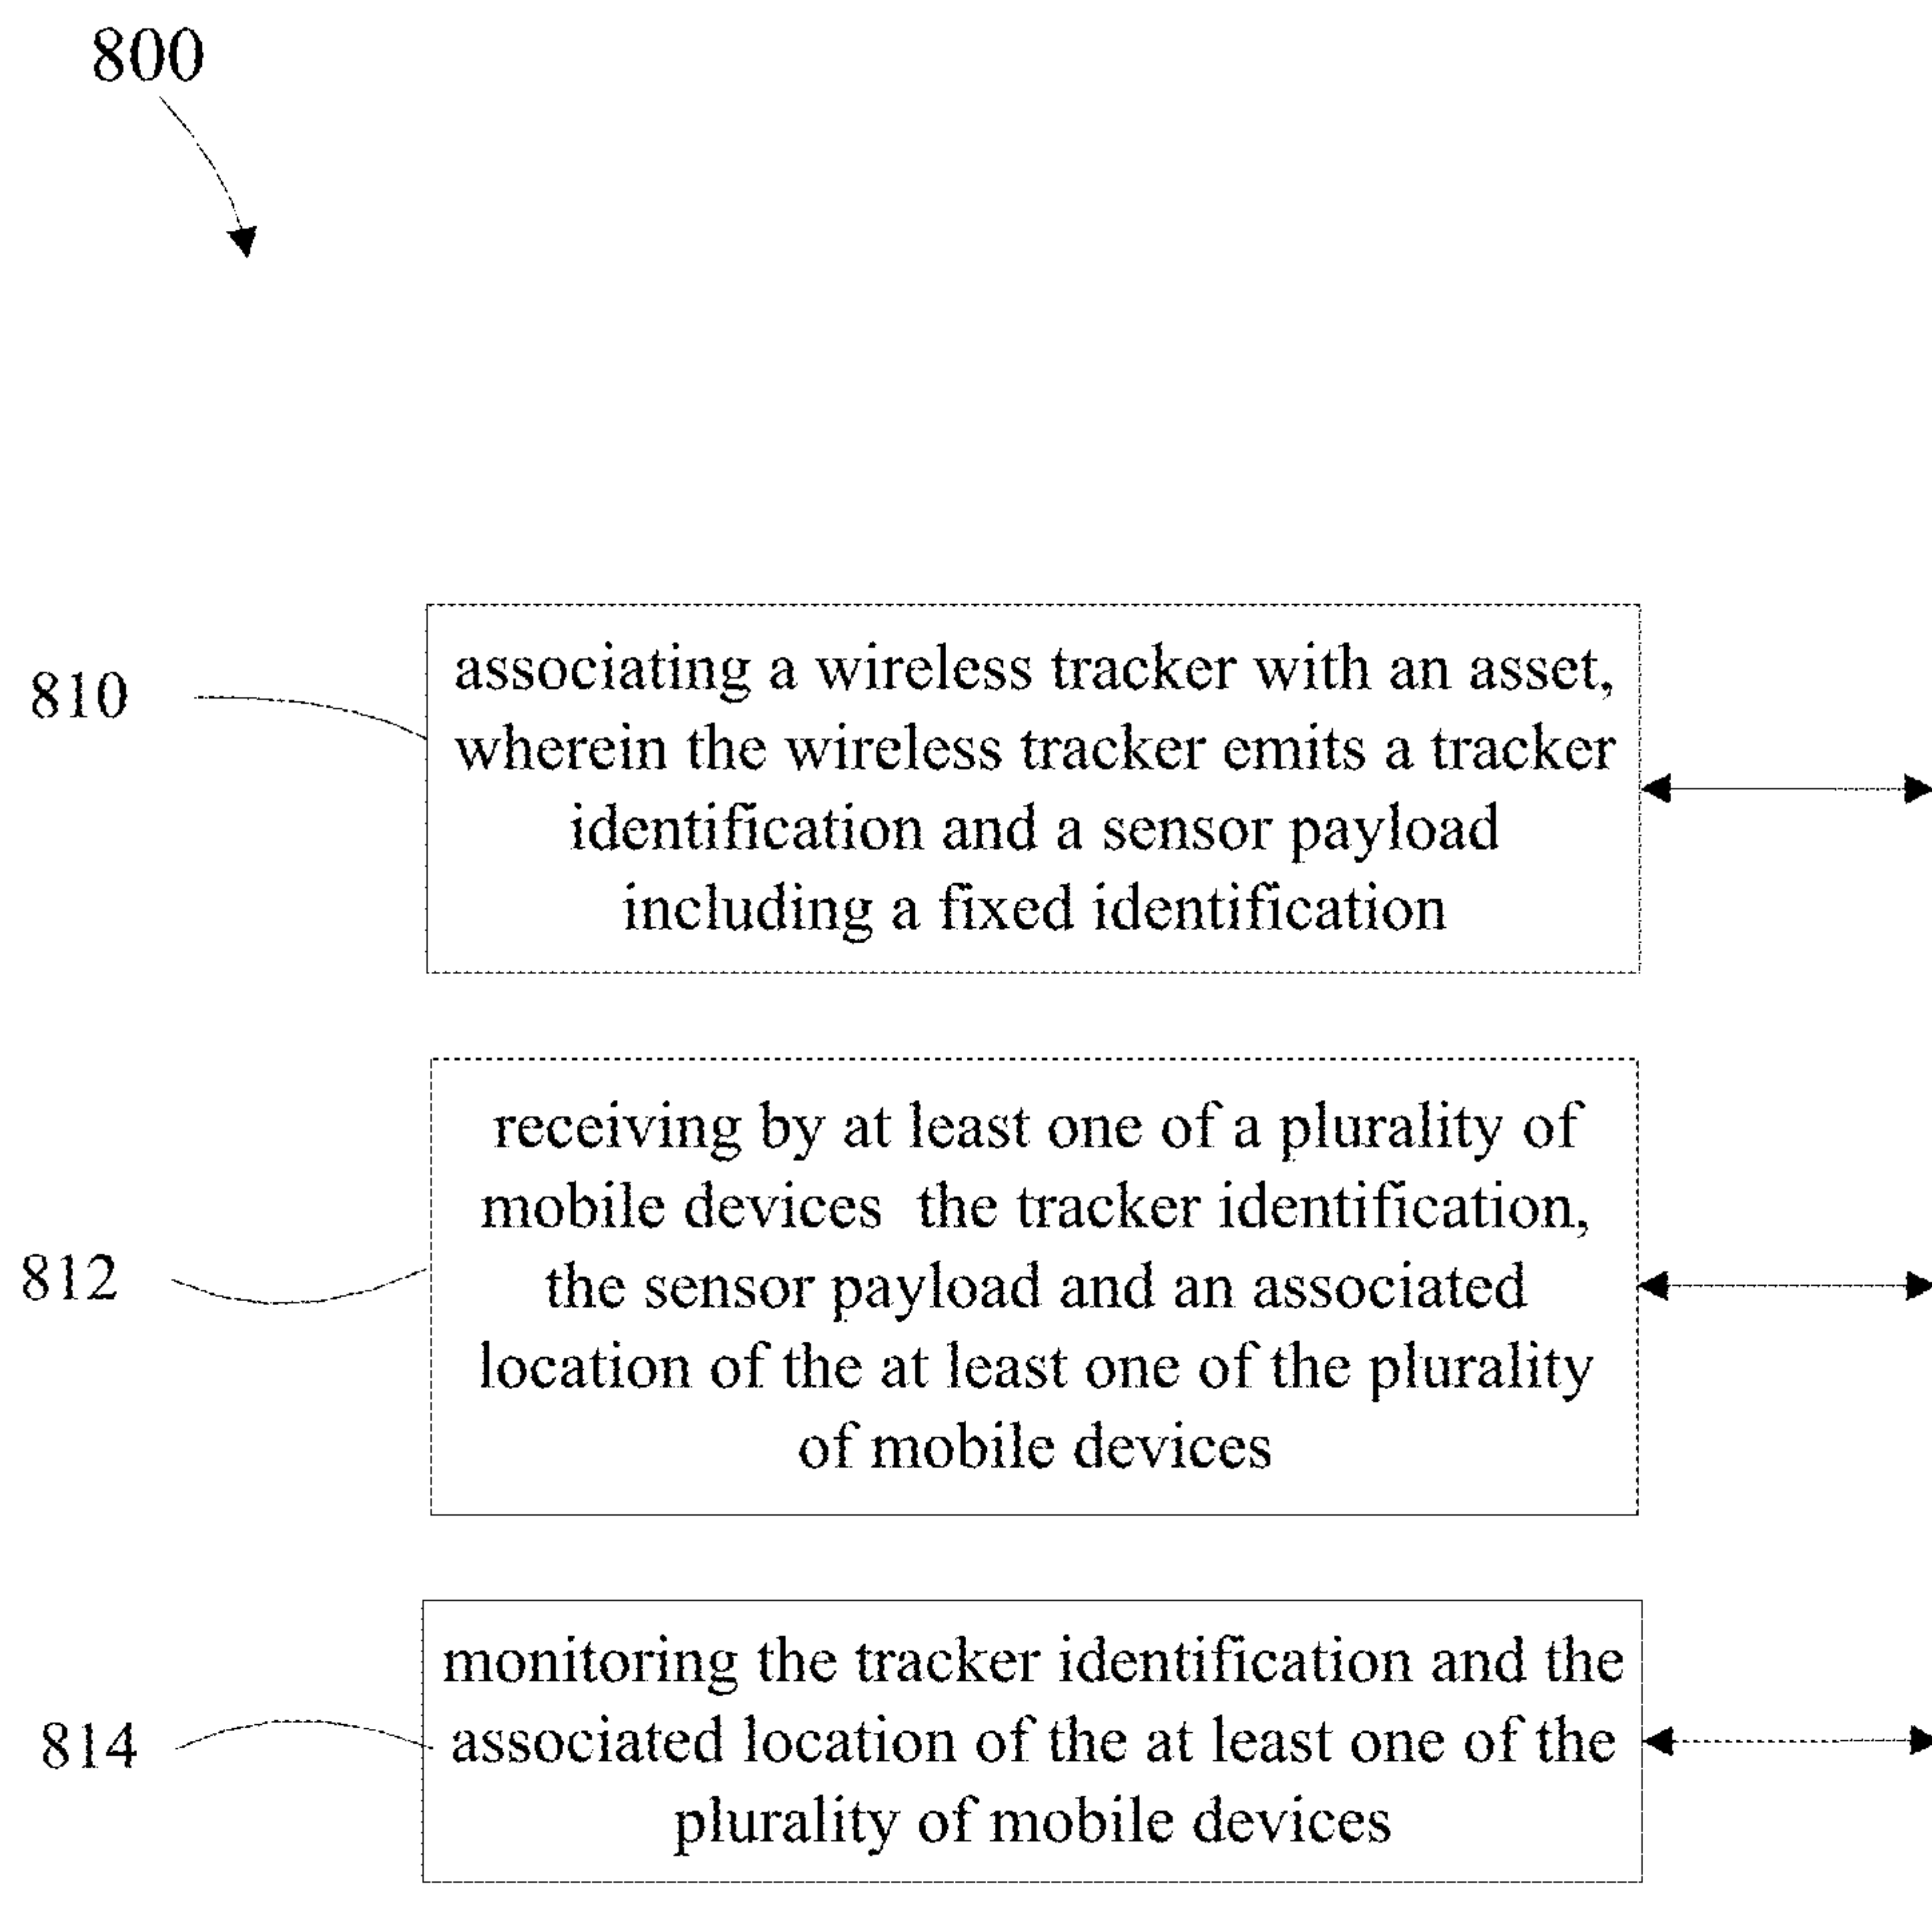 800
810
associating a wireless tracker with an asset,
wherein the wireless tracker emits a tracker
identification and a sensor payload
including a fixed identification
812
receiving by at least one of a plurality of
mobile devices the tracker identification,
the sensor payload and an associated
location of the at least one of the plurality
of mobile devices
814
monitoring the tracker identification and the
associated location of the at least one of the
plurality of mobile devices